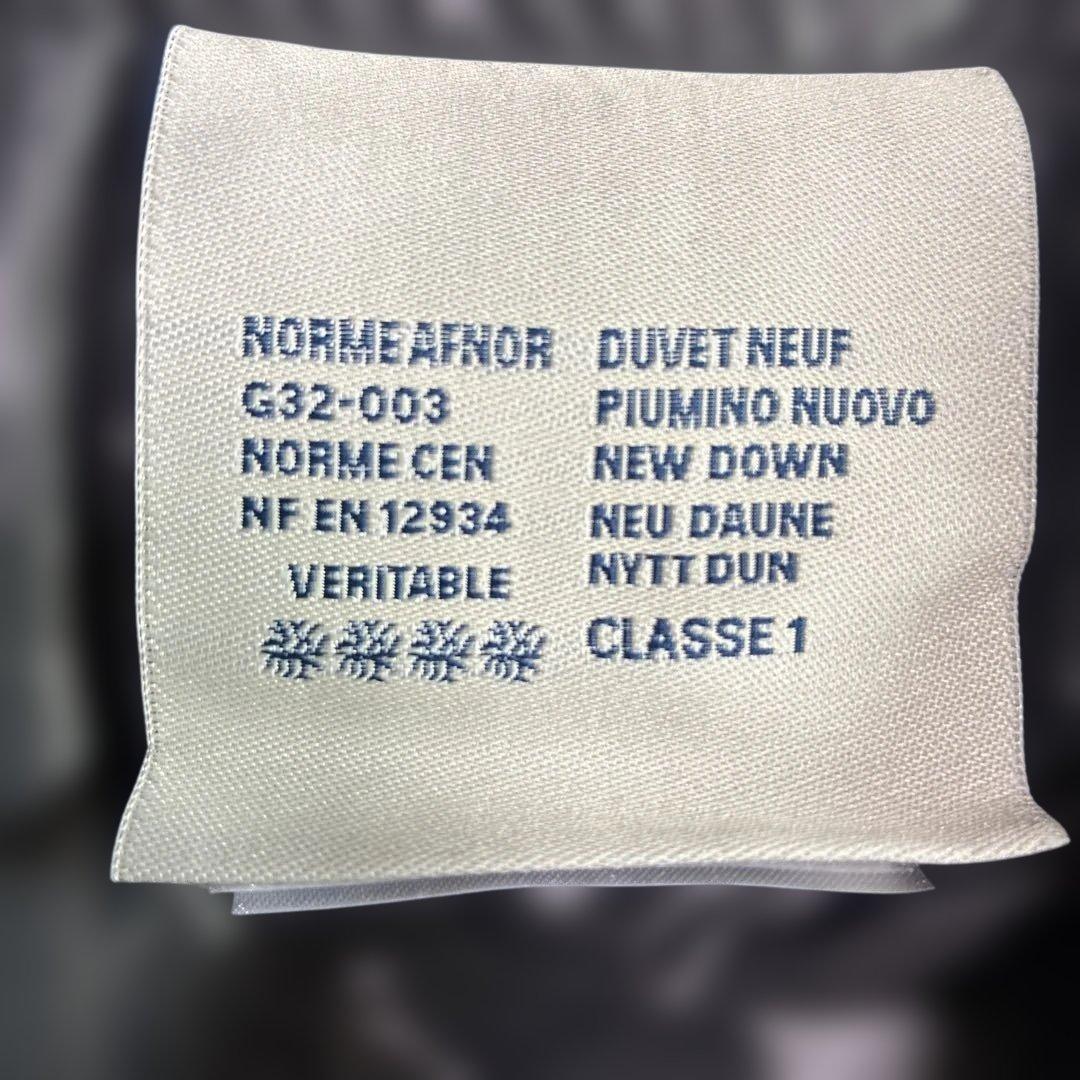 NORME AFNOR
G32-003
NORME CEN
NF EN 12934
VERITABLE
DUVET NEUF
PIUMINO NUOVO
NEW DOWN
NEU DAUNE
NYTT DUN
CLASSE 1